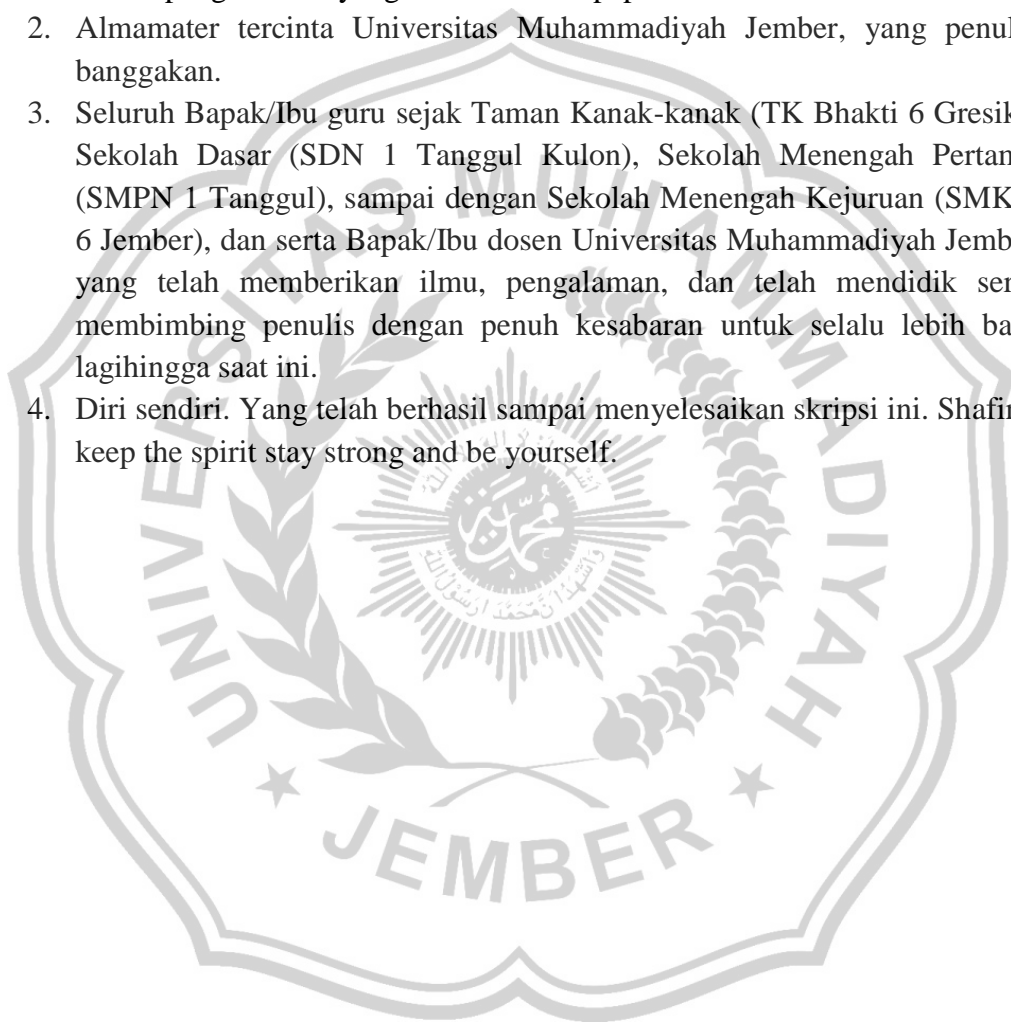 2. Almamater tercinta Universitas Muhammadiyah Jember, yang penul
banggakan.
3. Seluruh Bapak/Ibu guru sejak Taman Kanak-kanak (TK Bhakti 6 Gresik
Sekolah Dasar (SDN 1 Tanggul Kulon), Sekolah Menengah
(SMPN 1 Tanggul), sampai dengan Sekolah Menengah Kejuruan (SMK
6 Jember), dan serta Bapak/Ibu dosen Universitas Muhammadiyah Jemb
yang telah memberikan ilmu, pengalaman, dan telah mendidik ser
membimbing penulis dengan penuh kesabaran untuk selalu lebih ba
lagihingga saat ini.
4. Diri sendiri. Yang telah berhasil sampai menyelesaikan skripsi ini.
keep the spirit stay strong and be yourself.
UNIVERSITAS MUHAMMADIYAH
JEMBER